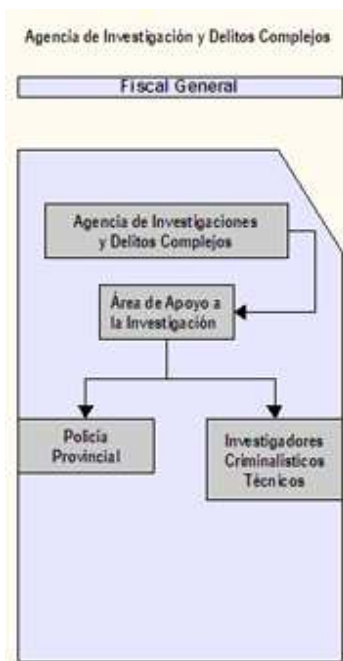 Agencia de Investigación y Delitos Complejos
Fiscal General
Agencia de Investigaciones
y Delitos Complejos
Área de Apoyo a
la Investigación
Policía
Provincial
Investigadores
Criminalísticos
Técnicos